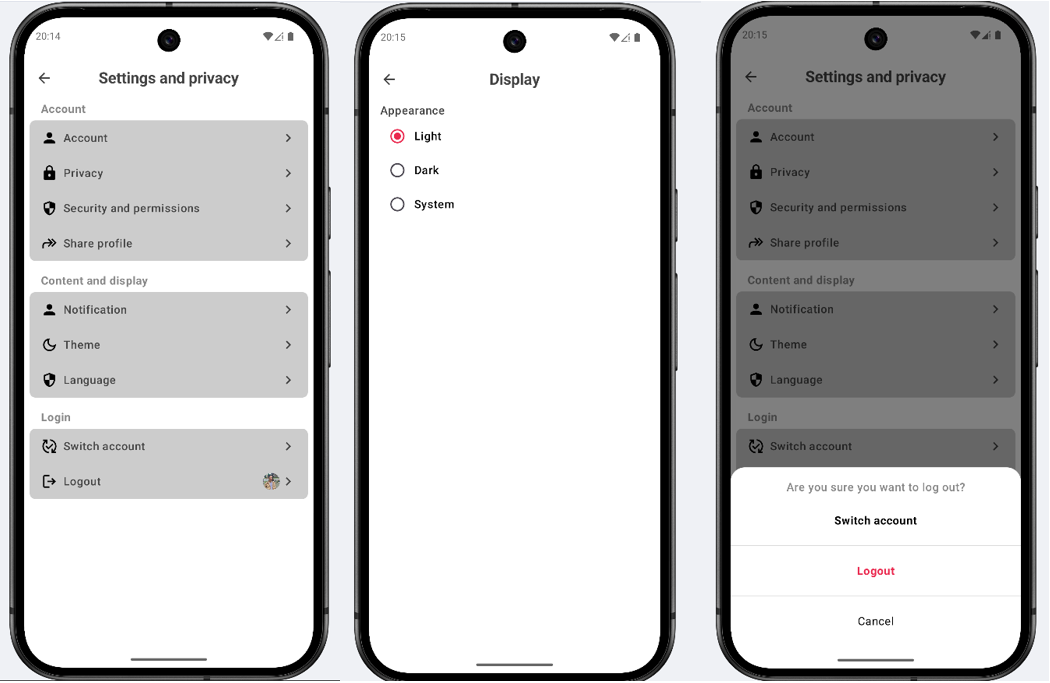 20:14
Settings and privacy
Account
Account
Privacy
Security and permissions
Share profile
Content and display
Notification
Theme
Language
Login
Switch account
Logout
20:15
Display
Appearance
Light
Dark
System
20:15
Settings and privacy
Account
Account
Privacy
Security and permissions
Share profile
Content and display
Notification
Theme
Language
Login
Switch account
Are you sure you want to log out?
Switch account
Logout
Cancel